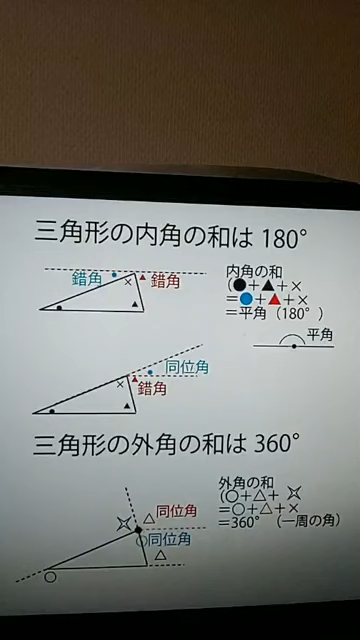 三角形の内角の和は 180°
錯角 錯角
内角の和
(●+▲+×
=●+▲+×
=平角（180°）
平角
同位角
錯角
三角形の外角の和は 360°
同位角
同位角
外角の和
(○+△+✧
=○+△+×
=360° （一周の角）